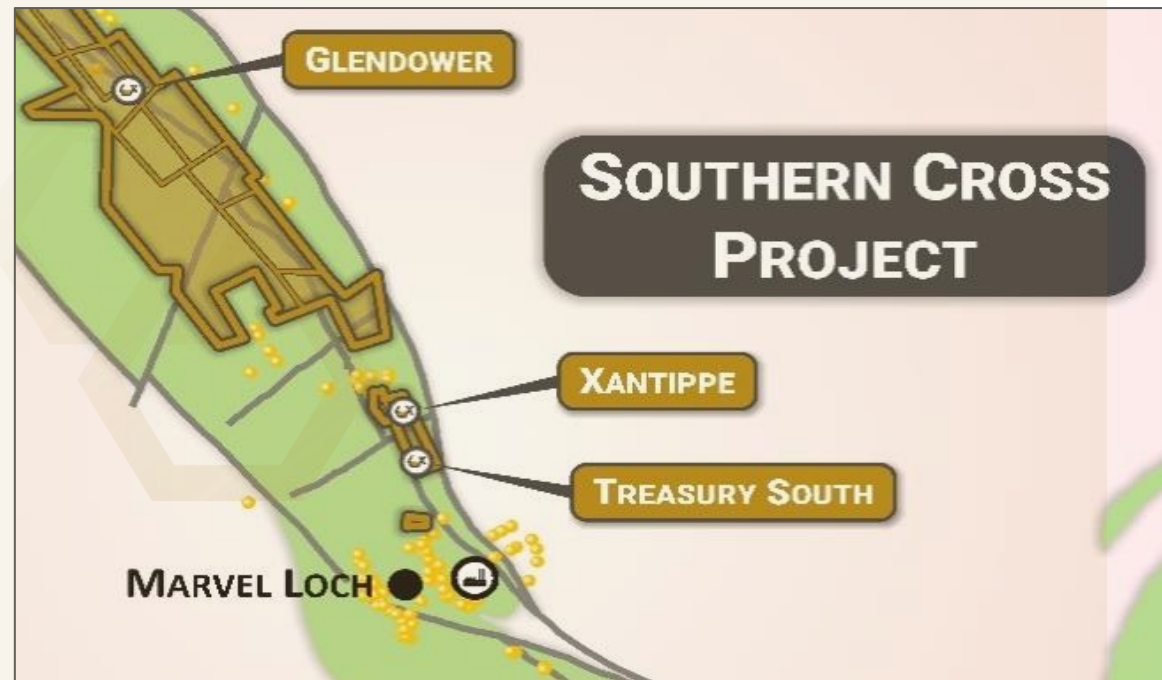 GLENDOWER
SOUTHERN CROSS
PROJECT
XANTIPPE
TREASURY SOUTH
MARVEL LOCH